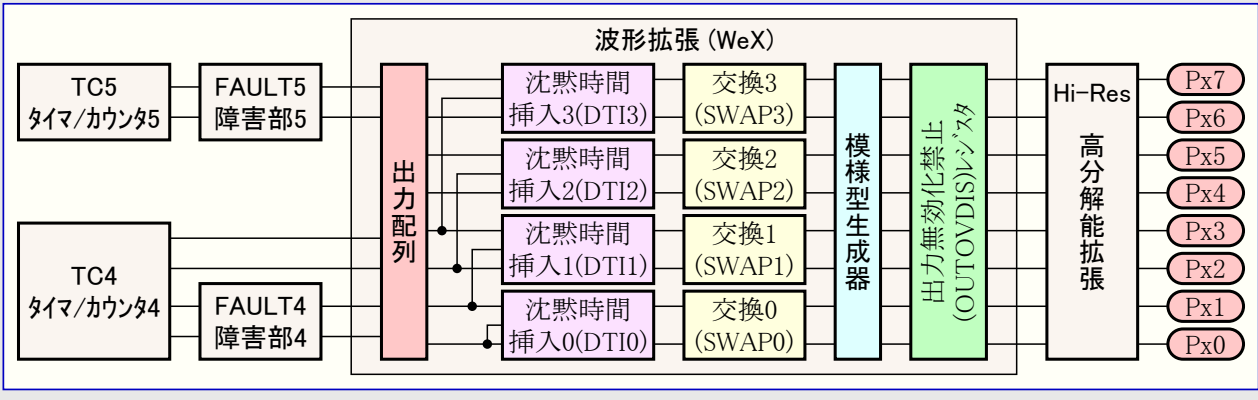 波形拡張 (WeX)
TC5
タイマ/カウンタ5
FAULT5
障害部5
TC4
タイマ/カウンタ4
FAULT4
障害部4
出力配列
沈黙時間
挿入3(DTI3)
沈黙時間
挿入2(DTI2)
沈黙時間
挿入1(DTI1)
沈黙時間
挿入0(DTI0)
交換3
(SWAP3)
交換2
(SWAP2)
交換1
(SWAP1)
交換0
(SWAP0)
模様型生成器
出力無効化禁止
(OUTOVDIS)レジスタ
Hi-Res
高分解能拡張
Px7
Px6
Px5
Px4
Px3
Px2
Px1
Px0